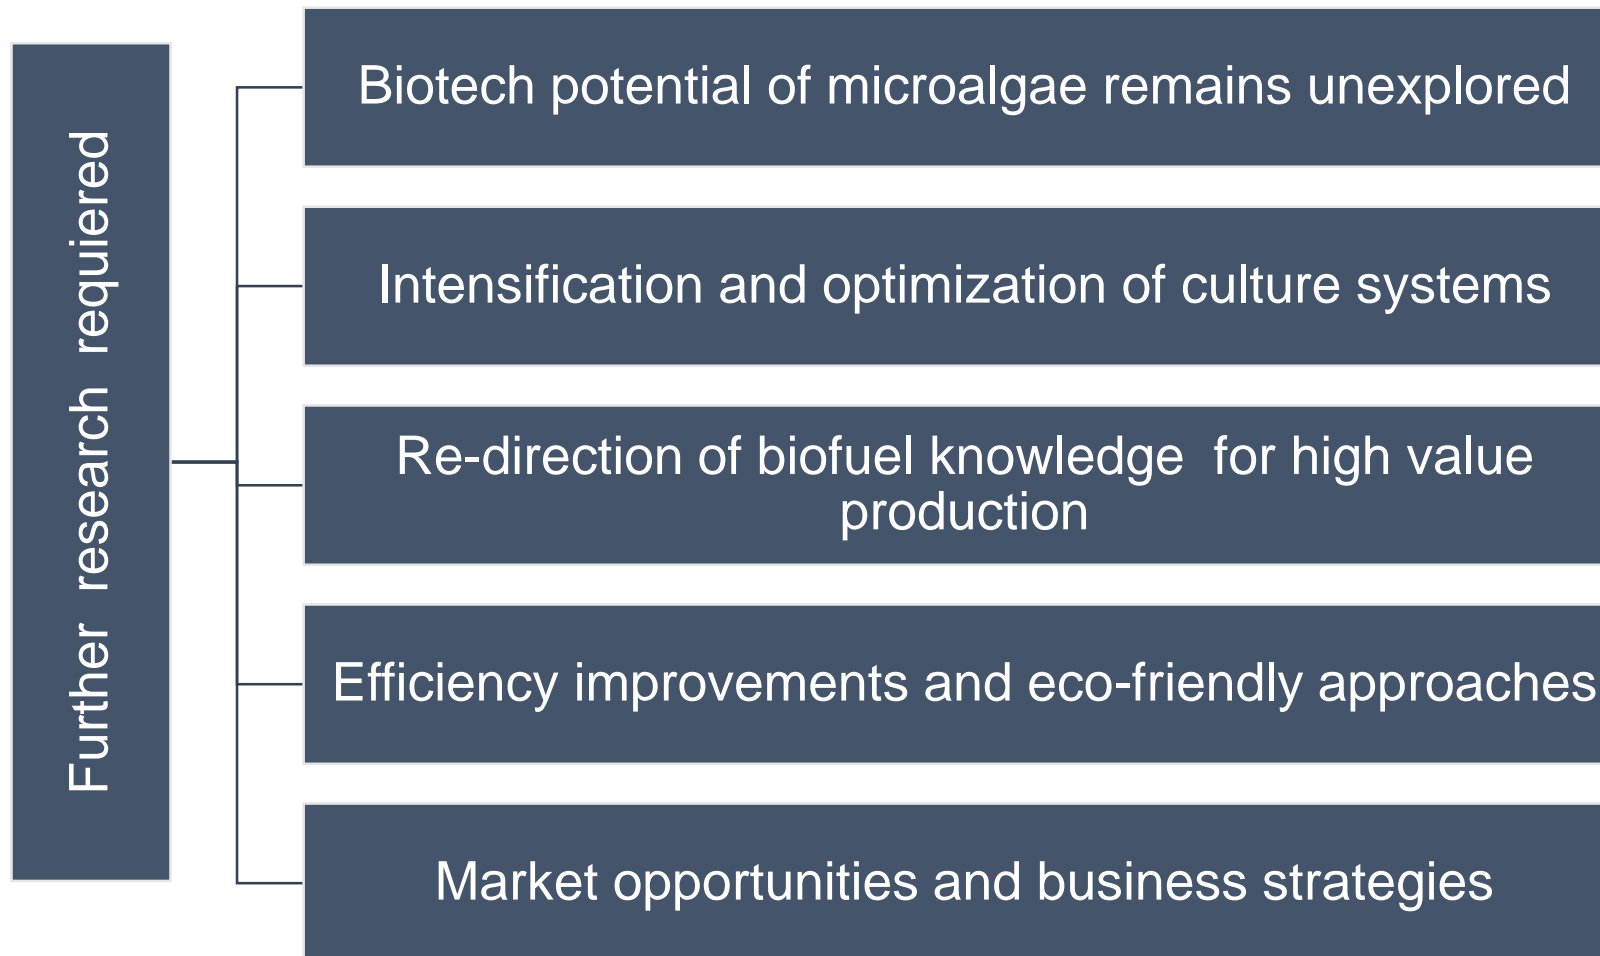 Further research requiered
Biotech potential of microalgae remains unexplored
Intensification and optimization of culture systems
Re-direction of biofuel knowledge for high value
production
Efficiency improvements and eco-friendly approaches
Market opportunities and business strategies